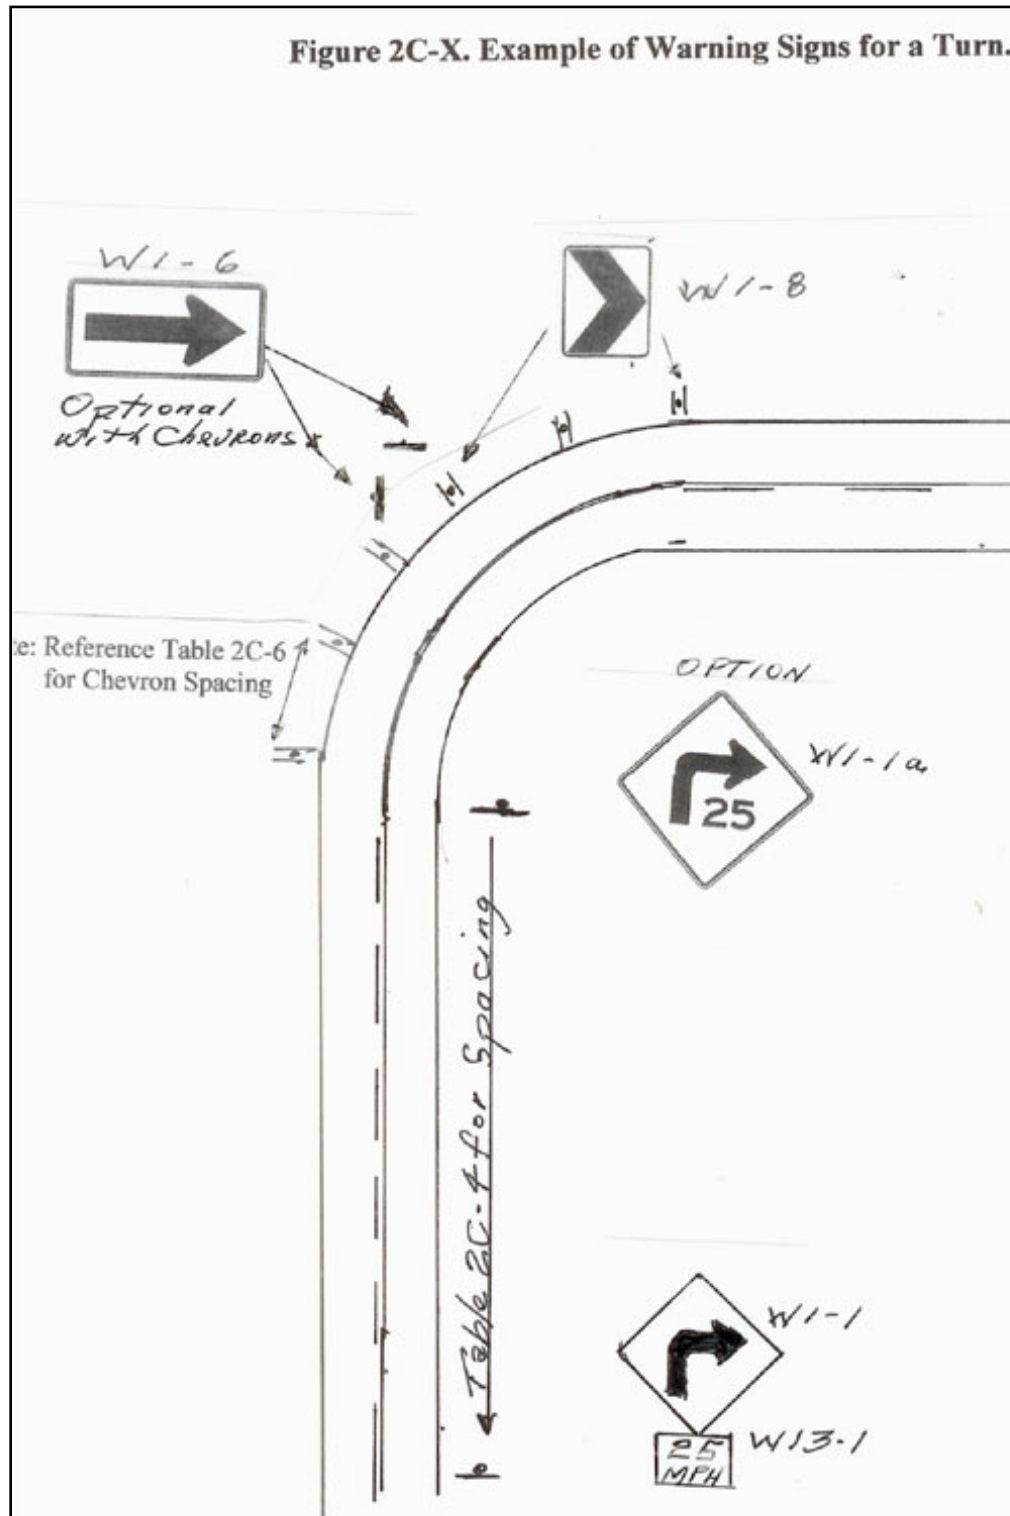 Figure 2C-X. Example of Warning Signs for a Turn.
W1-6
W1-8
Optional
with Chevrons
te: Reference Table 2C-6
for Chevron Spacing
OPTION
W1-1a
25
Table 2C-4 for Spacing
W1-1
25
MPH
W13-1